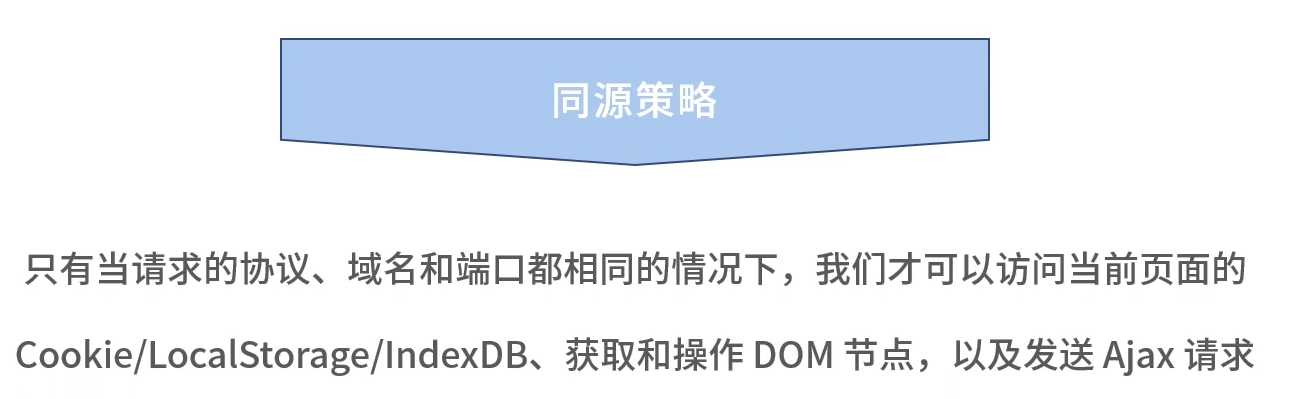 同源策略
只有当请求的协议、域名和端口都相同的情况下，我们才可以访问当前页面的
Cookie/LocalStorage/IndexDB、获取和操作 DOM 节点，以及发送 Ajax 请求